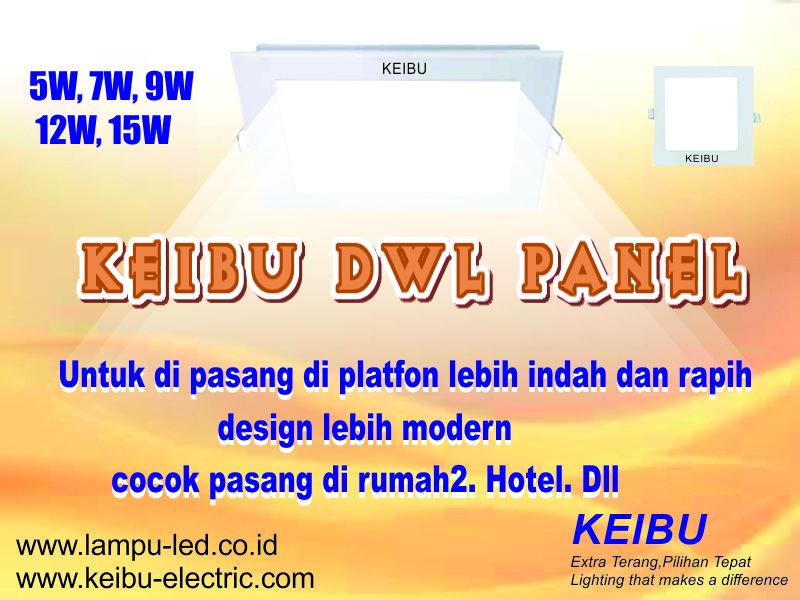 KEIBU
5W, 7W, 9W
12W, 15W
KEIBU
KEIBU DWL PANEL
Untuk di pasang di platfon lebih indah dan rapih
design lebih modern
cocok pasang di rumah2. Hotel. Dll
KEIBU
Extra Terang,Pilihan Tepat
Lighting that makes a difference
www.lampu-led.co.id
www.keibu-electric.com